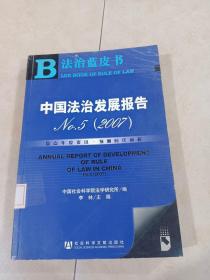 B 法治蓝皮书
BLUE BOOK OF RULE OF LAW
中国法治发展报告
No.5 (2007)
ANNUAL REPORT OF DEVELOPMENT
OF RULE
OF LAW IN CHINA
No.5 (2007)
中国社会科学院法学研究所／编
李 林／主编
社会科学文献出版社